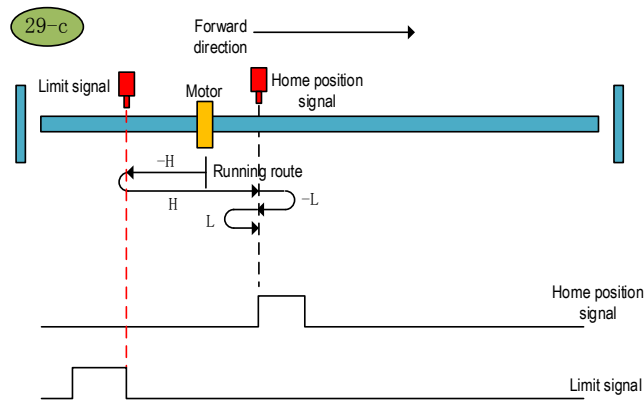 29-c
Forward
direction
Limit signal
Motor
Home position
signal
-H
Running route
H
-L
L
Home position
signal
Limit signal